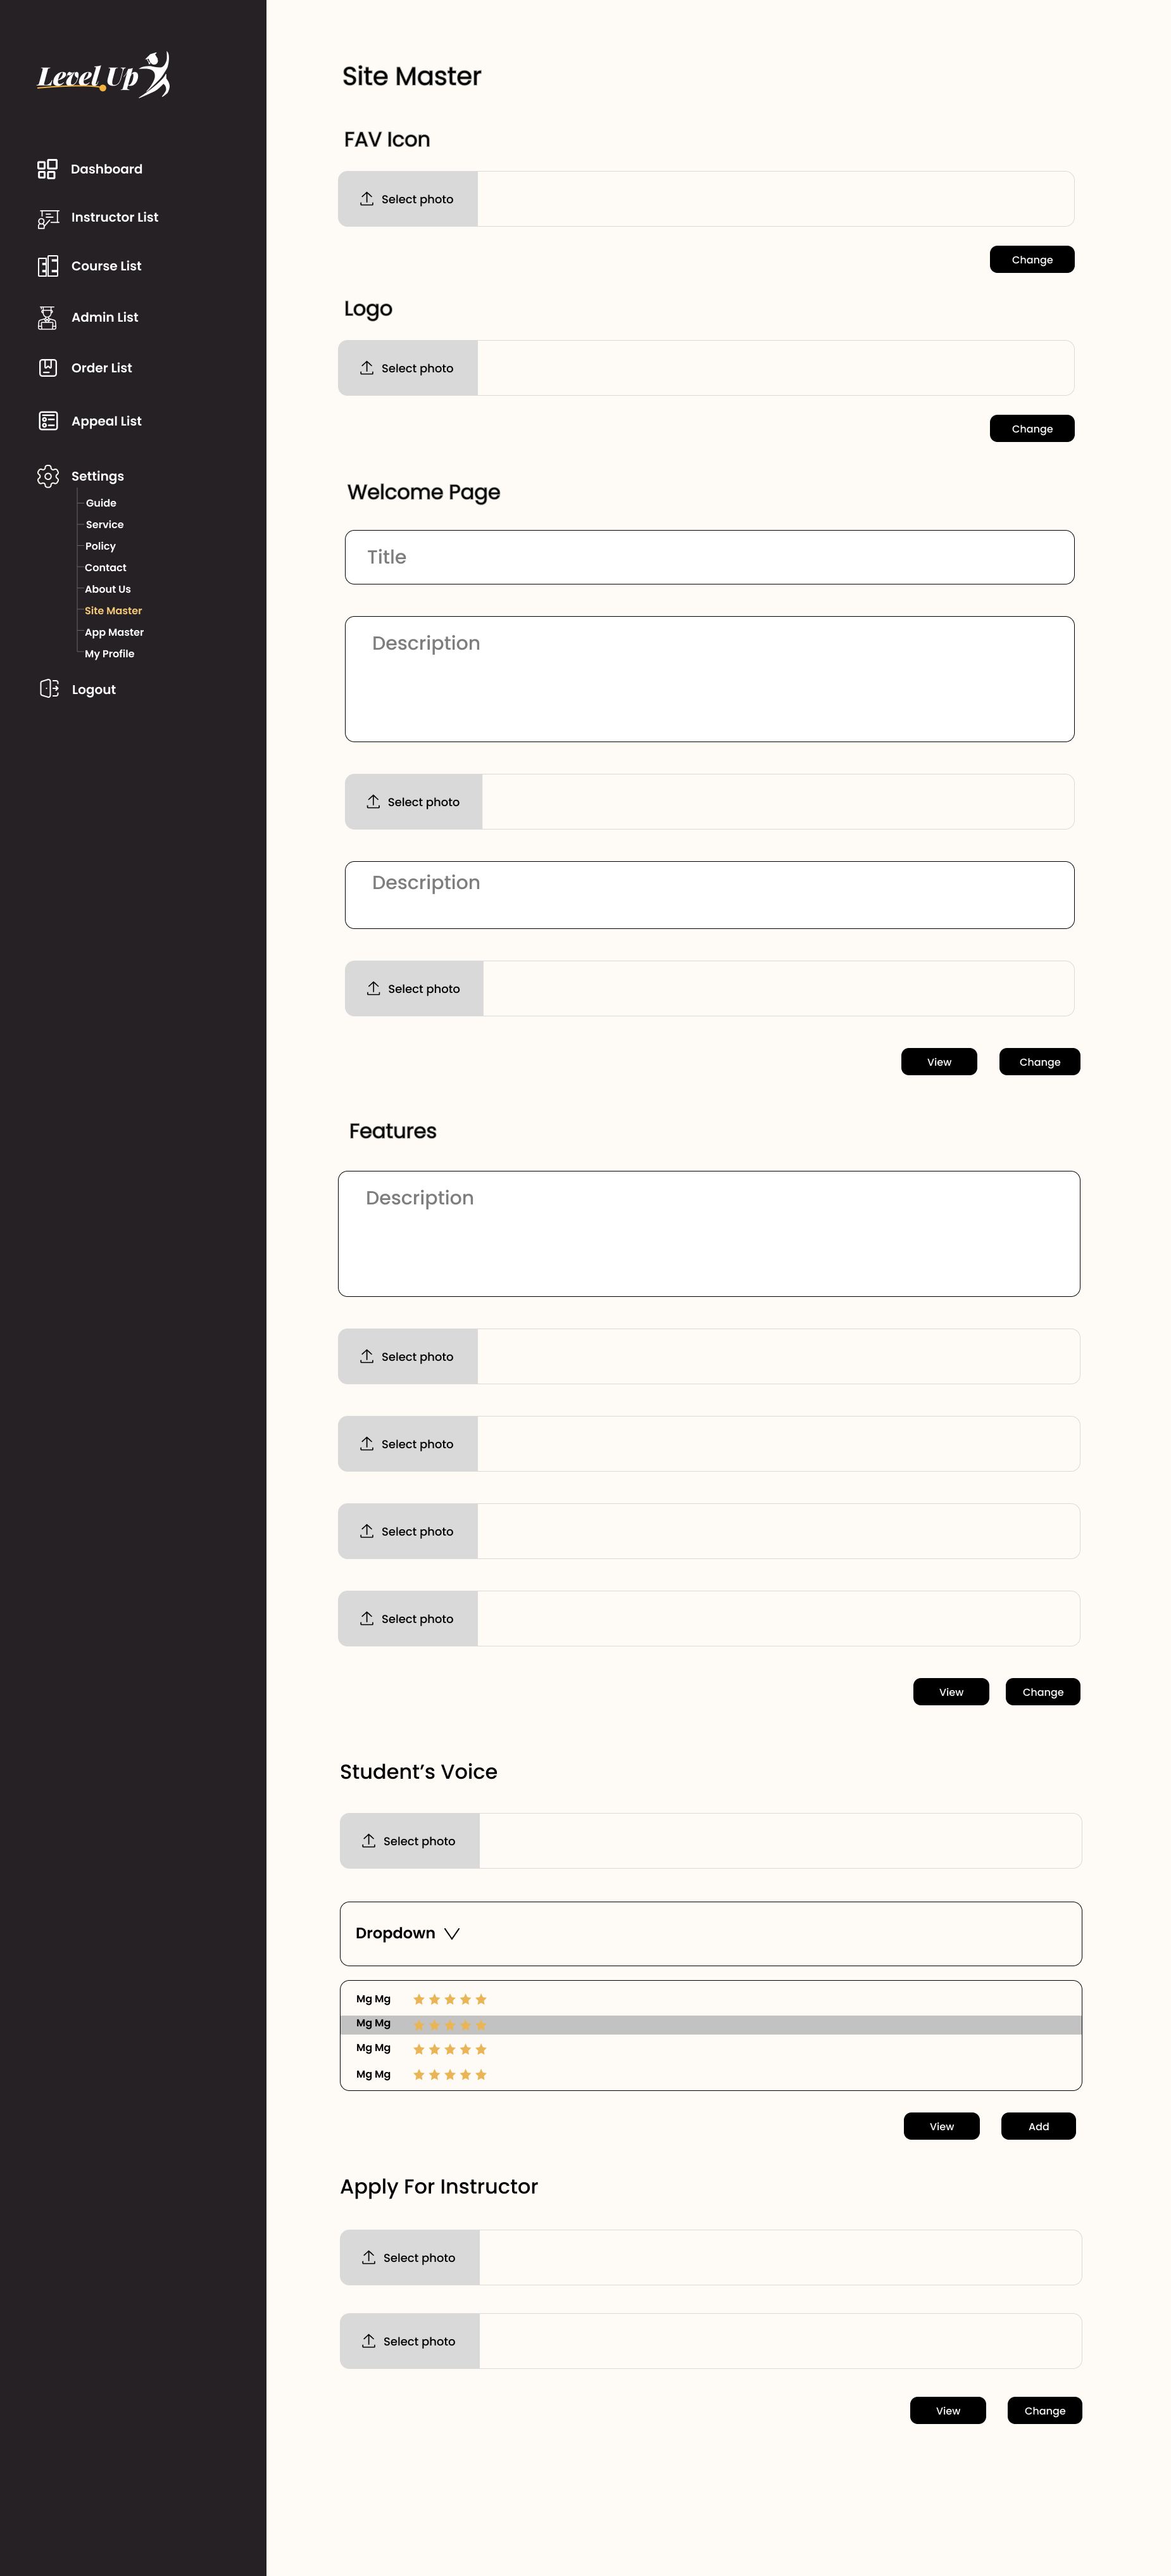 Level Up
Dashboard
Instructor List
Course List
Admin List
Order List
Appeal List
Settings
Guide
Service
Policy
Contact
About Us
Site Master
App Master
My Profile
Logout
Site Master
FAV Icon
Select photo
Change
Logo
Select photo
Change
Welcome Page
Title
Description
Select photo
Description
Select photo
View Change
Features
Description
Select photo
Select photo
Select photo
Select photo
View Change
Student’s Voice
Select photo
Dropdown
Mg Mg
Mg Mg
Mg Mg
Mg Mg
View Add
Apply For Instructor
Select photo
Select photo
View Change